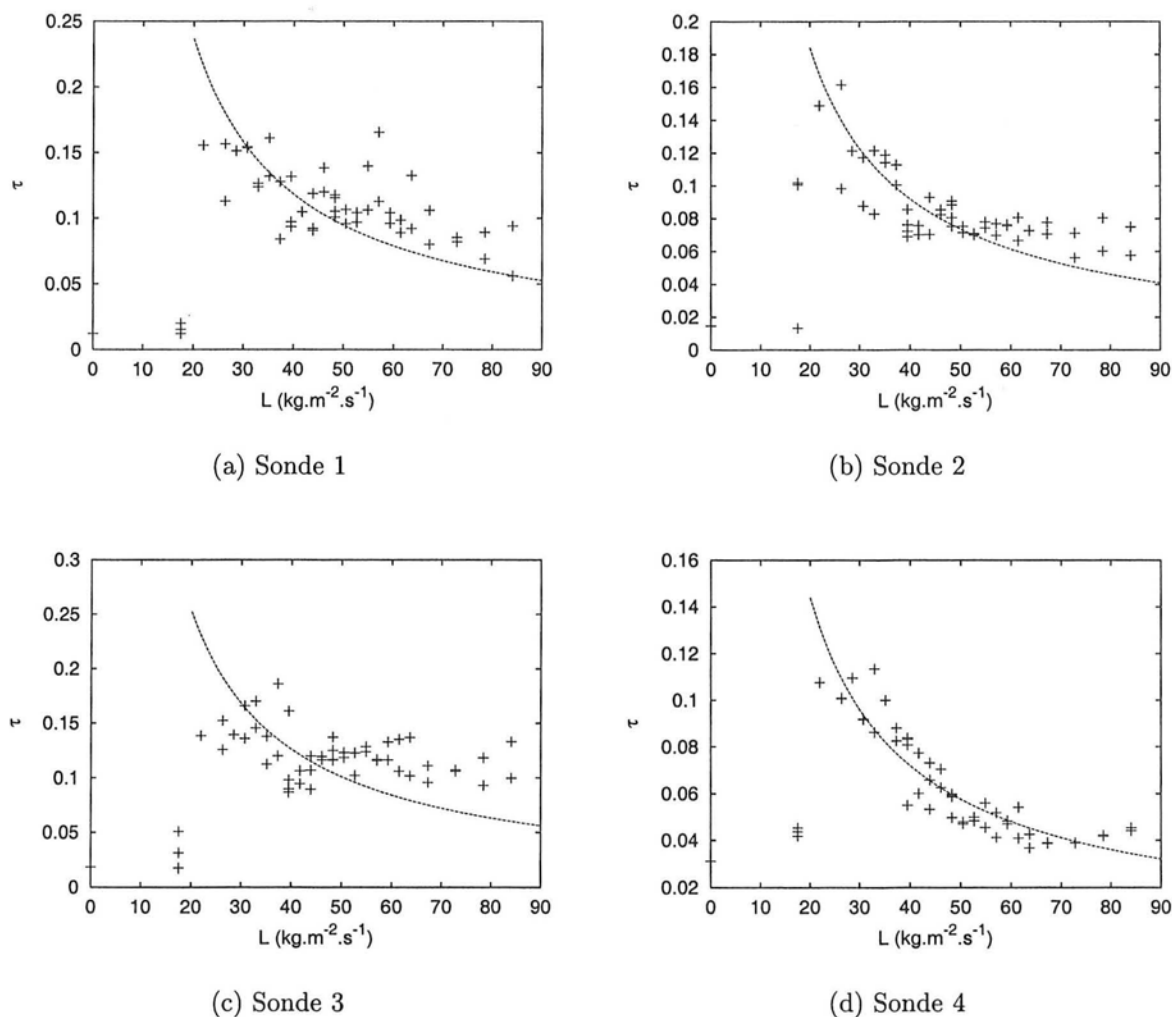 0.25
0.2
0.15
0.1
0.05
0
τ
0 10 20 30 40 50 60 70 80 90
L (kg.m⁻².s⁻¹)
(a) Sonde 1
0.2
0.18
0.16
0.14
0.12
0.1
0.08
0.06
0.04
0.02
0
τ
0 10 20 30 40 50 60 70 80 90
L (kg.m⁻².s⁻¹)
(b) Sonde 2
0.3
0.25
0.2
0.15
0.1
0.05
0
τ
0 10 20 30 40 50 60 70 80 90
L (kg.m⁻².s⁻¹)
(c) Sonde 3
0.16
0.14
0.12
0.1
0.08
0.06
0.04
0.02
τ
0 10 20 30 40 50 60 70 80 90
L (kg.m⁻².s⁻¹)
(d) Sonde 4